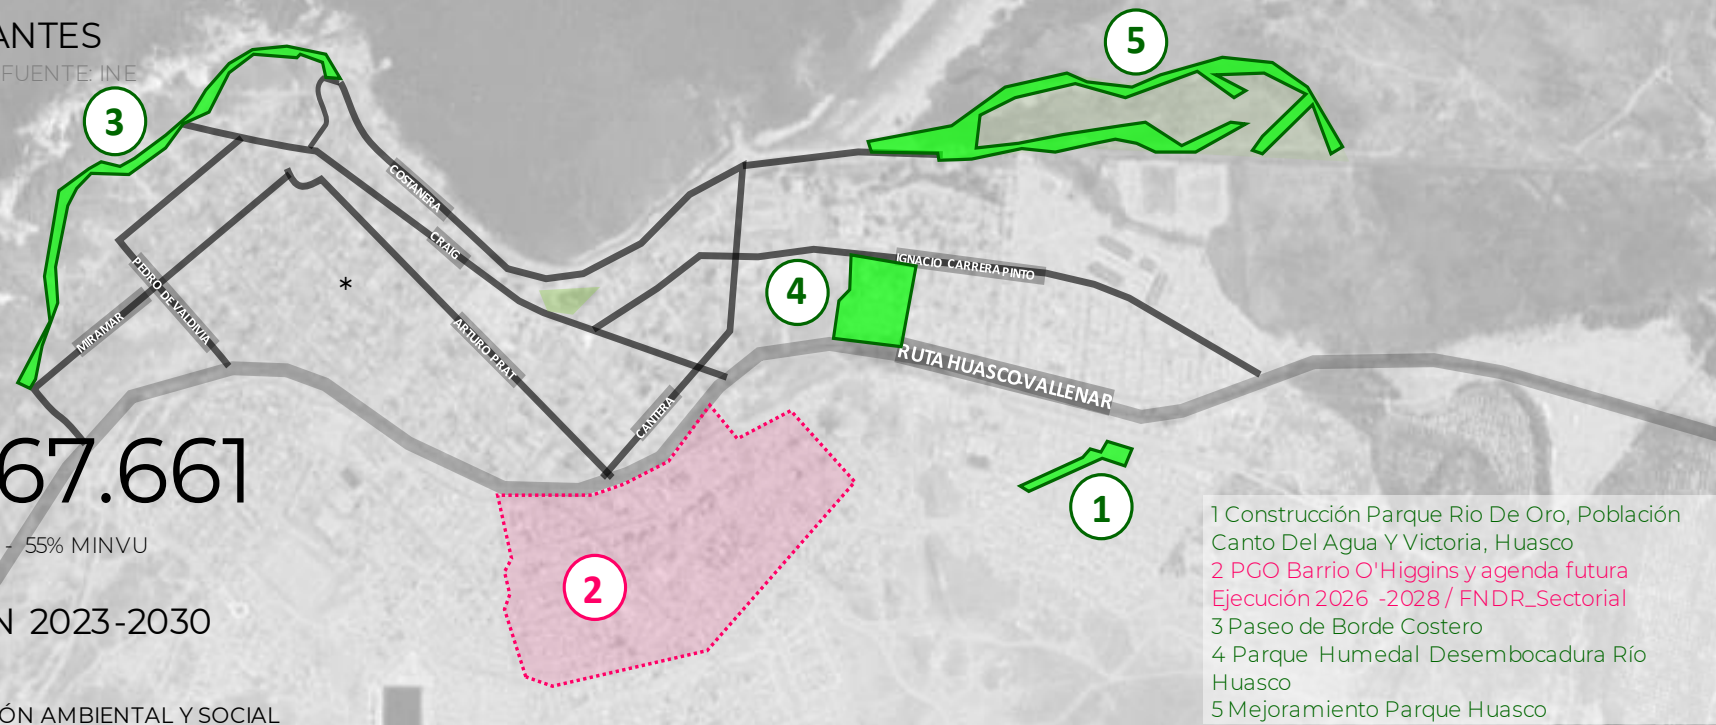 ANTES
FUENTE: INE
5
3
COSTANERA
CRAIG
PEDRO DE VALDIVIA
*
MIRAMAR
ARTURO PRAT
IGNACIO CARRERA PINTO
4
RUTA HUASCO-VALLENAR
CANTERA
67.661
- 55% MINVU
2
1
N 2023-2030
ÓN AMBIENTAL Y SOCIAL
1 Construcción Parque Rio De Oro, Población
Canto Del Agua Y Victoria, Huasco
2 PGO Barrio O'Higgins y agenda futura
Ejecución 2026 -2028 / FNDR_Sectorial
3 Paseo de Borde Costero
4 Parque Humedal Desembocadura Río
Huasco
5 Mejoramiento Parque Huasco